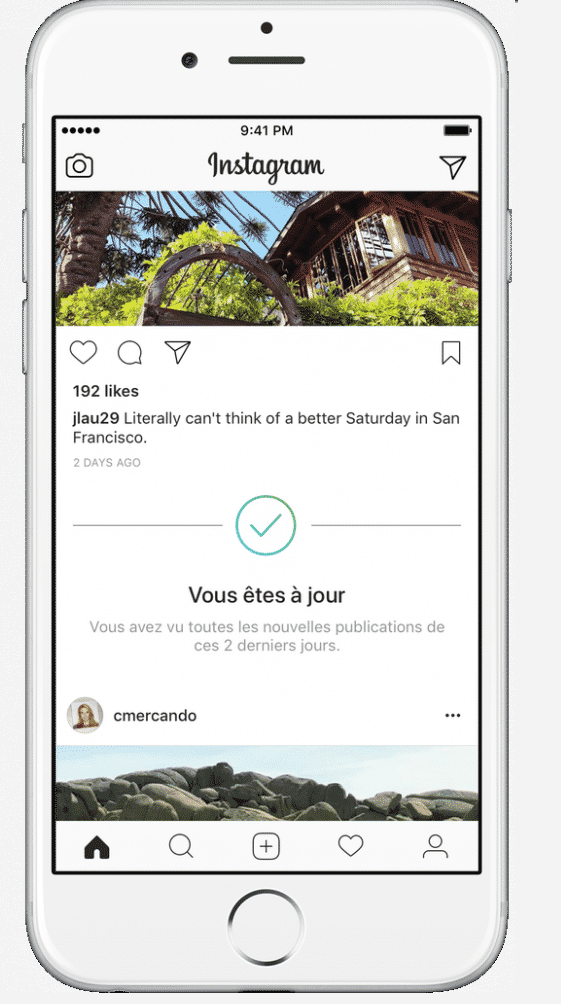 9:41 PM
Instagram
192 likes
jlau29 Literally can't think of a better Saturday in San
Francisco.
2 DAYS AGO
Vous êtes à jour
Vous avez vu toutes les nouvelles publications de
ces 2 derniers jours.
cmercando